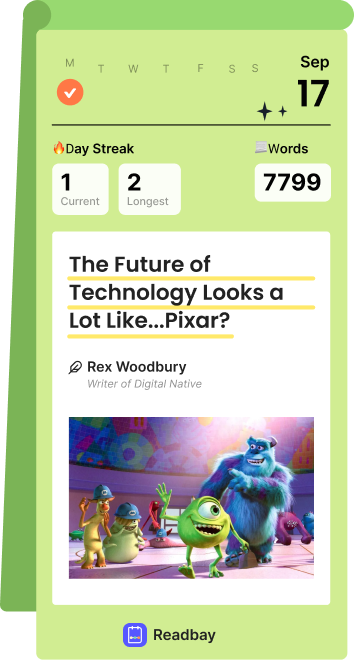 M T W T F S S
Sep
17
🔥Day Streak
Words
1
Current
2
Longest
7799
The Future of
Technology Looks a
Lot Like...Pixar?
Rex Woodbury
Writer of Digital Native
Readbay